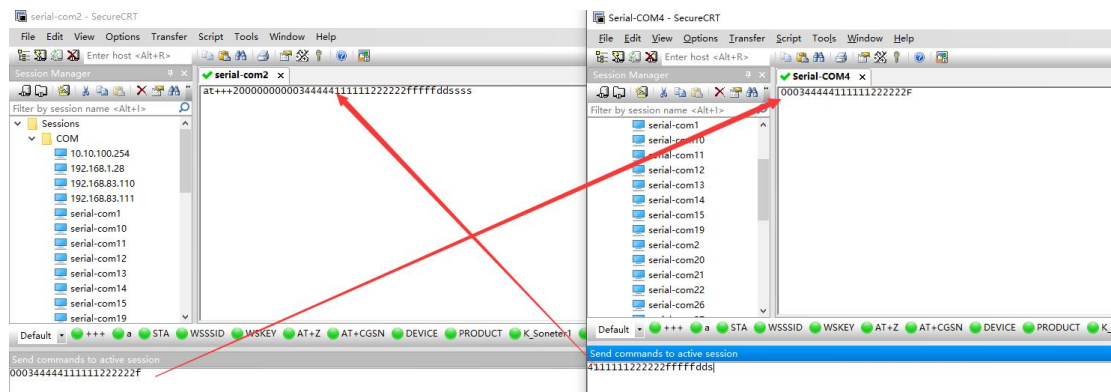 serial-com2 - SecureCRT
File Edit View Options Transfer Script Tools Window Help
Enter host <Alt+R>
Session Manager
serial-com2 x
Filter by session name <Alt+I>
Sessions
COM
10.10.100.254
192.168.1.28
192.168.83.110
192.168.83.111
serial-com1
serial-com10
serial-com11
serial-com12
serial-com13
serial-com14
serial-com15
serial-com19
Default +++ a STA WSSSID WSKEY AT+Z AT+CGSN DEVICE PRODUCT K_Soneter1
Send commands to active session
000344444111111222222f
Serial-COM4 - SecureCRT
File Edit View Options Transfer Script Tools Window Help
Enter host <Alt+R>
Session Manager
Serial-COM4 x
000344444111111222222F
Filter by session name <Alt+I>
serial-com1
serial-com10
serial-com11
serial-com12
serial-com13
serial-com14
serial-com15
serial-com19
serial-com2
serial-com20
serial-com21
serial-com22
serial-com26
Default +++ a STA WSSSID WSKEY AT+Z AT+CGSN DEVICE PRODUCT
Send commands to active session
4111111222222fffffdds